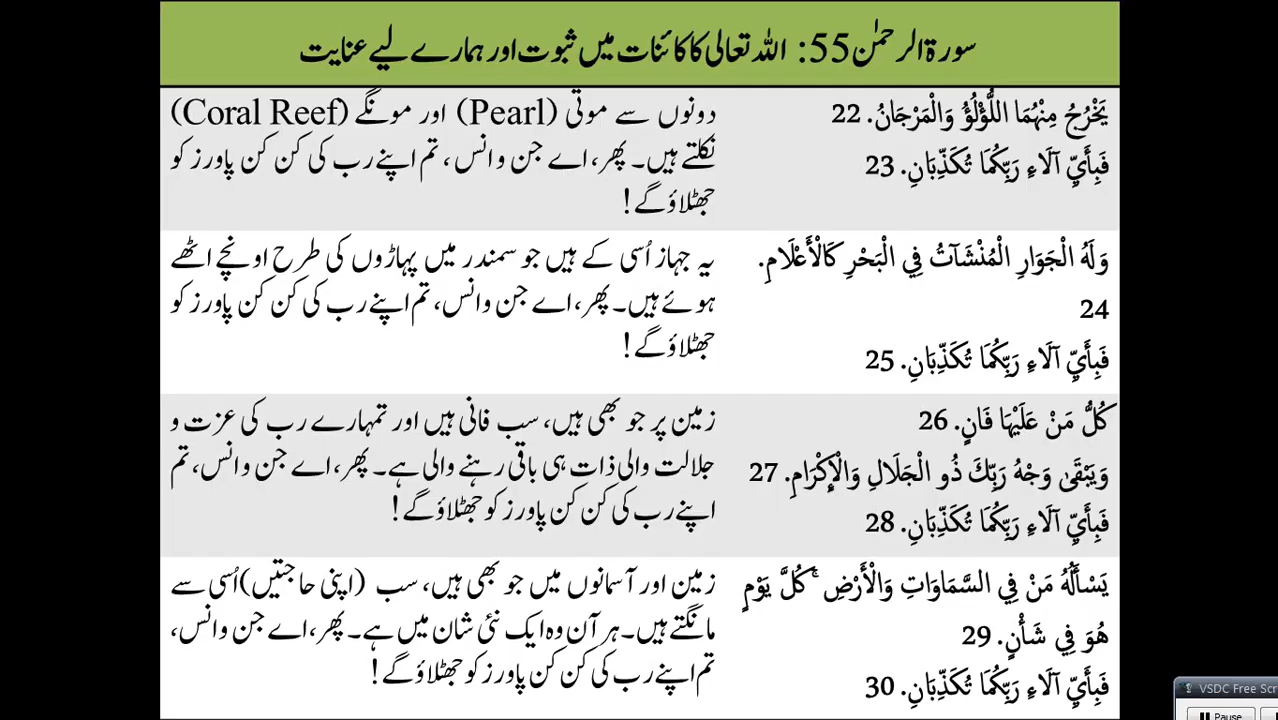 سورۃ الرحمٰن 55: اللہ تعالی کا کائنات میں ثبوت اور ہمارے لیے عنایت
يَخْرُجُ مِنْهُمَا اللُّؤْلُؤُ وَالْمَرْجَانُ. 22
فَبِأَيِّ آلَاءِ رَبِّكُمَا تُكَذِّبَانِ. 23
دونوں سے موتی (Pearl) اور مونگے (Coral Reef)
نکلتے ہیں۔ پھر، اے جن و انس، تم اپنے رب کی کن کن پاورز کو
جھٹلاؤ گے!
وَلَهُ الْجَوَارِ الْمُنْشَآتُ فِي الْبَحْرِ كَالْأَعْلَامِ.
24
فَبِأَيِّ آلَاءِ رَبِّكُمَا تُكَذِّبَانِ. 25
یہ جہاز اُسی کے ہیں جو سمندر میں پہاڑوں کی طرح اونچے اٹھے
ہوئے ہیں۔ پھر، اے جن و انس، تم اپنے رب کی کن کن پاورز کو
جھٹلاؤ گے!
كُلُّ مَنْ عَلَيْهَا فَانٍ. 26
وَيَبْقَىٰ وَجْهُ رَبِّكَ ذُو الْجَلَالِ وَالْإِكْرَامِ. 27
فَبِأَيِّ آلَاءِ رَبِّكُمَا تُكَذِّبَانِ. 28
زمین پر جو بھی ہیں، سب فانی ہیں اور تمہارے رب کی عزت و
جلالت والی ذات ہی باقی رہنے والی ہے۔ پھر، اے جن و انس، تم
اپنے رب کی کن کن پاورز کو جھٹلاؤ گے!
يَسْأَلُهُ مَنْ فِي السَّمَاوَاتِ وَالْأَرْضِ ۚ كُلَّ يَوْمٍ
هُوَ فِي شَأْنٍ. 29
فَبِأَيِّ آلَاءِ رَبِّكُمَا تُكَذِّبَانِ. 30
زمین اور آسمانوں میں جو بھی ہیں، سب (اپنی حاجتیں) اُسی سے
مانگتے ہیں۔ ہر آن وہ ایک نئی شان میں ہے۔ پھر، اے جن و انس،
تم اپنے رب کی کن کن پاورز کو جھٹلاؤ گے!
VSDC Free Scr
Pause